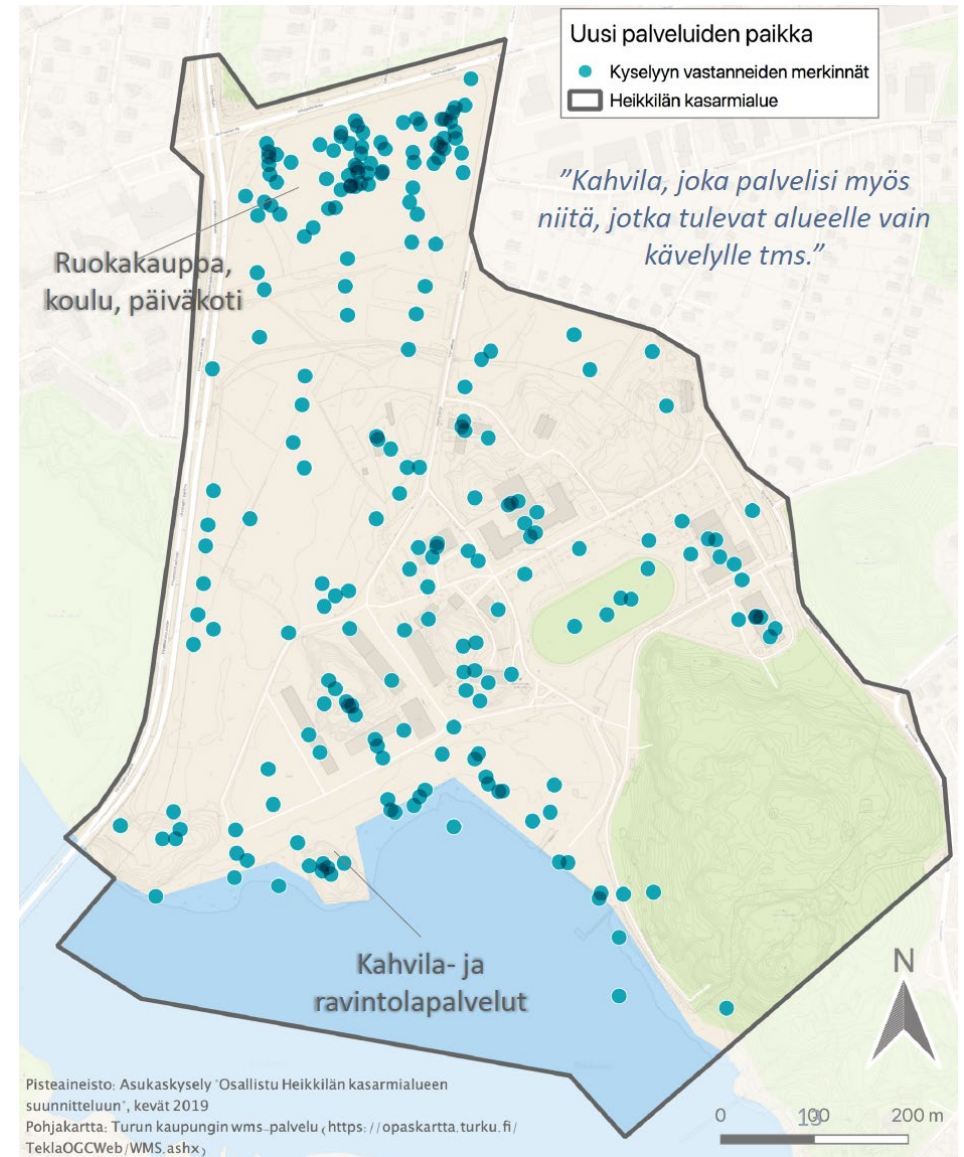 Uusi palveluiden paikka
Kyselyyn vastanneiden merkinnät
Heikkilän kasarmialue
”Kahvila, joka palvelisi myös
niitä, jotka tulevat alueelle vain
kävelylle tms.”
Ruokakauppa,
koulu, päiväkoti
Kahvila- ja
ravintolapalvelut
N
Pisteaineisto: Asukaskysely "Osallistu Heikkilän kasarmialueen
suunnitteluun", kevät 2019
Pohjakartta: Turun kaupungin wms-palvelu (https://opaskartta.turku.fi/
TeklaOGCWeb/WMS.ashx)
0 200 m